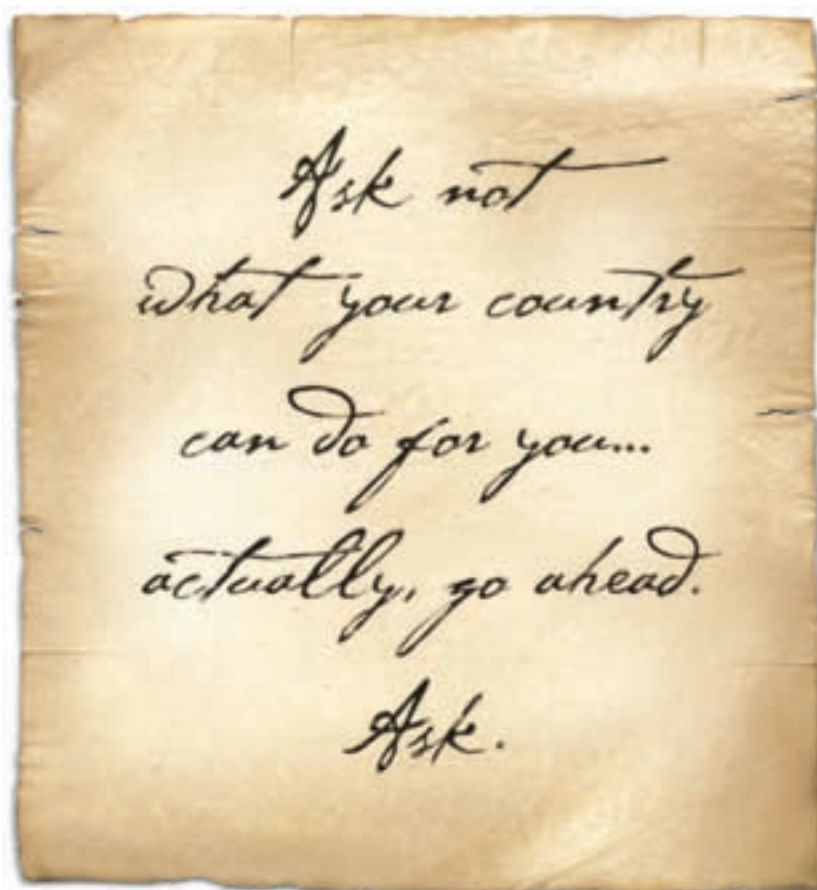 Ask not
what your country
can do for you...
actually, go ahead.
Ask.